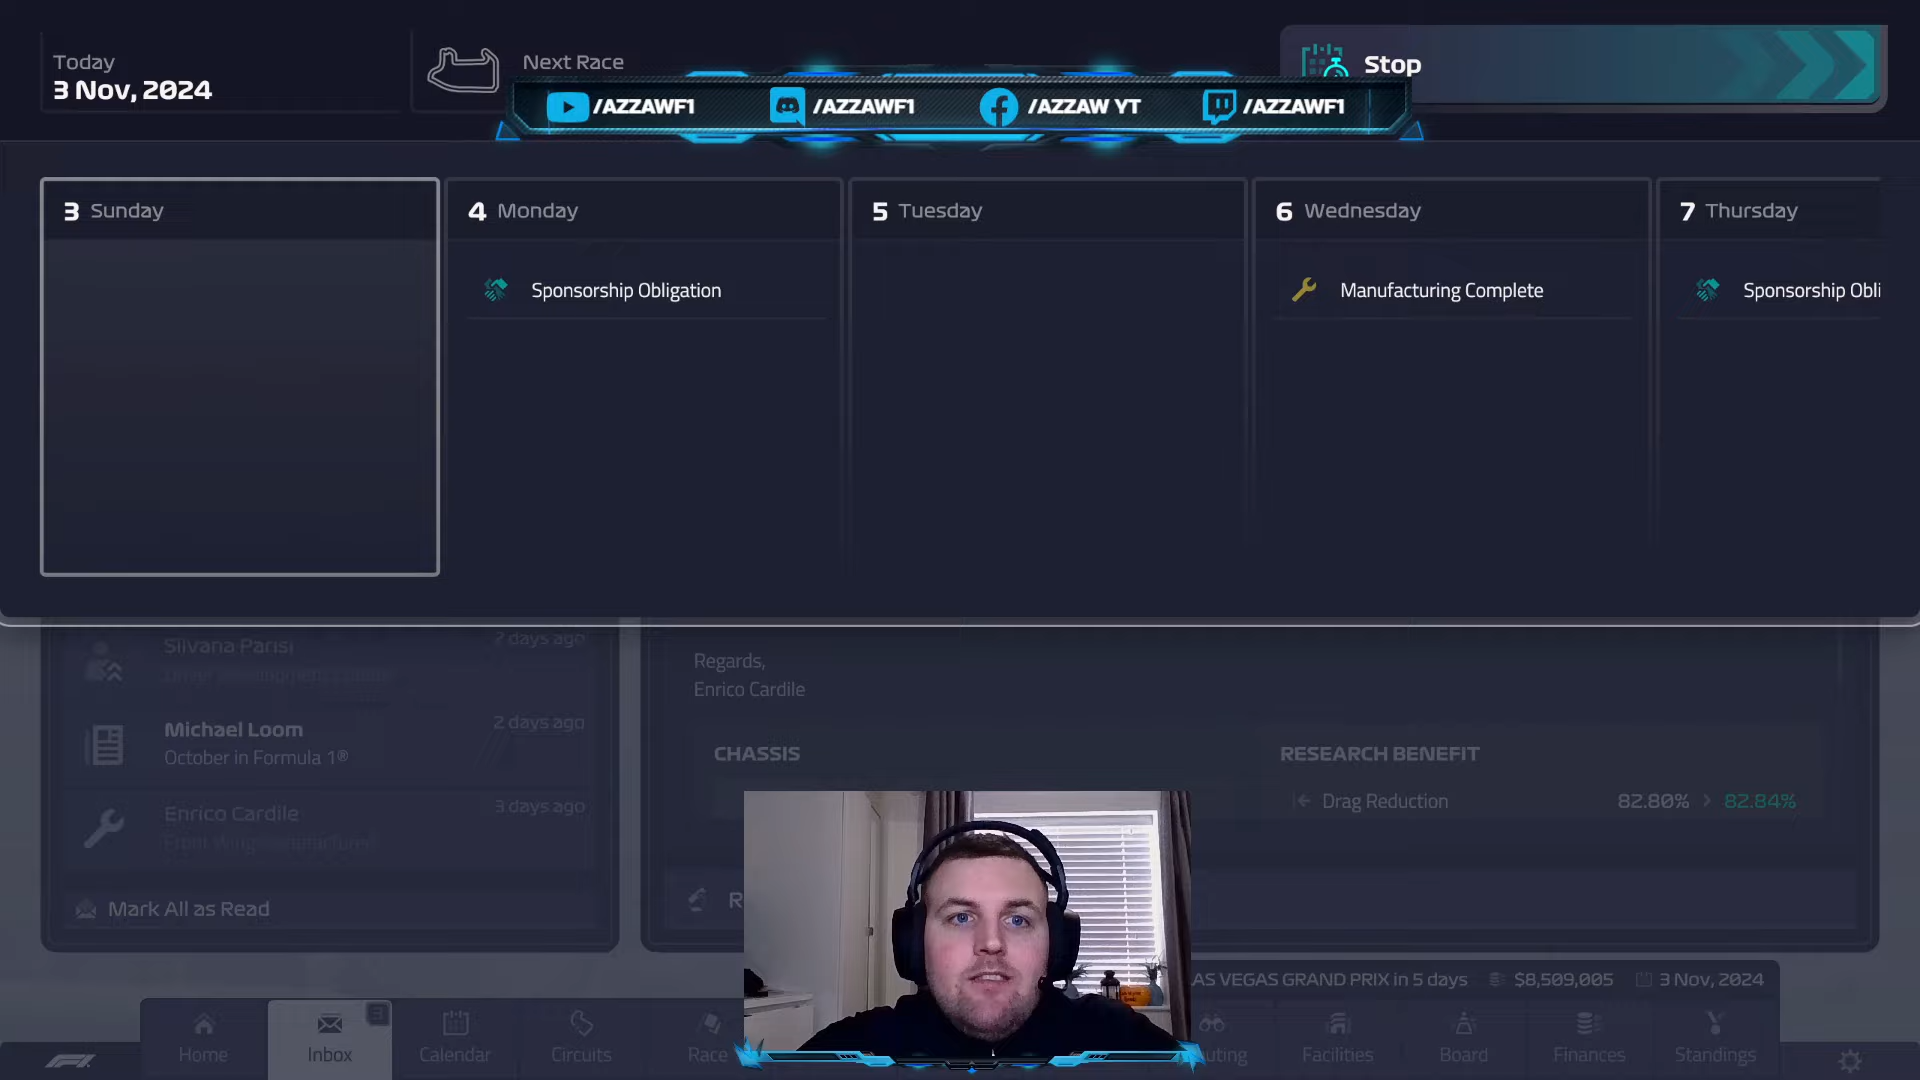 Today
3 Nov, 2024
Next Race
Stop
/AZZAWF1
/AZZAWF1
/AZZAW YT
/AZZAWF1
3 Sunday
4 Monday
5 Tuesday
6 Wednesday
7 Thursday
Sponsorship Obligation
Manufacturing Complete
Sponsorship Obli
Silvana Parisi
7 days ago
Michael Loom
2 days ago
October in Formula 1®
Enrico Cardile
3 days ago
Mark All as Read
Regards,
Enrico Cardile
CHASSIS
RESEARCH BENEFIT
Drag Reduction
82.80%
82.84%
R
AS VEGAS GRAND PRIX in 5 days
$8,509,005
3 Nov, 2024
Home
Inbox
3
Calendar
Circuits
Race
uting
Facilities
Board
Finances
Standings